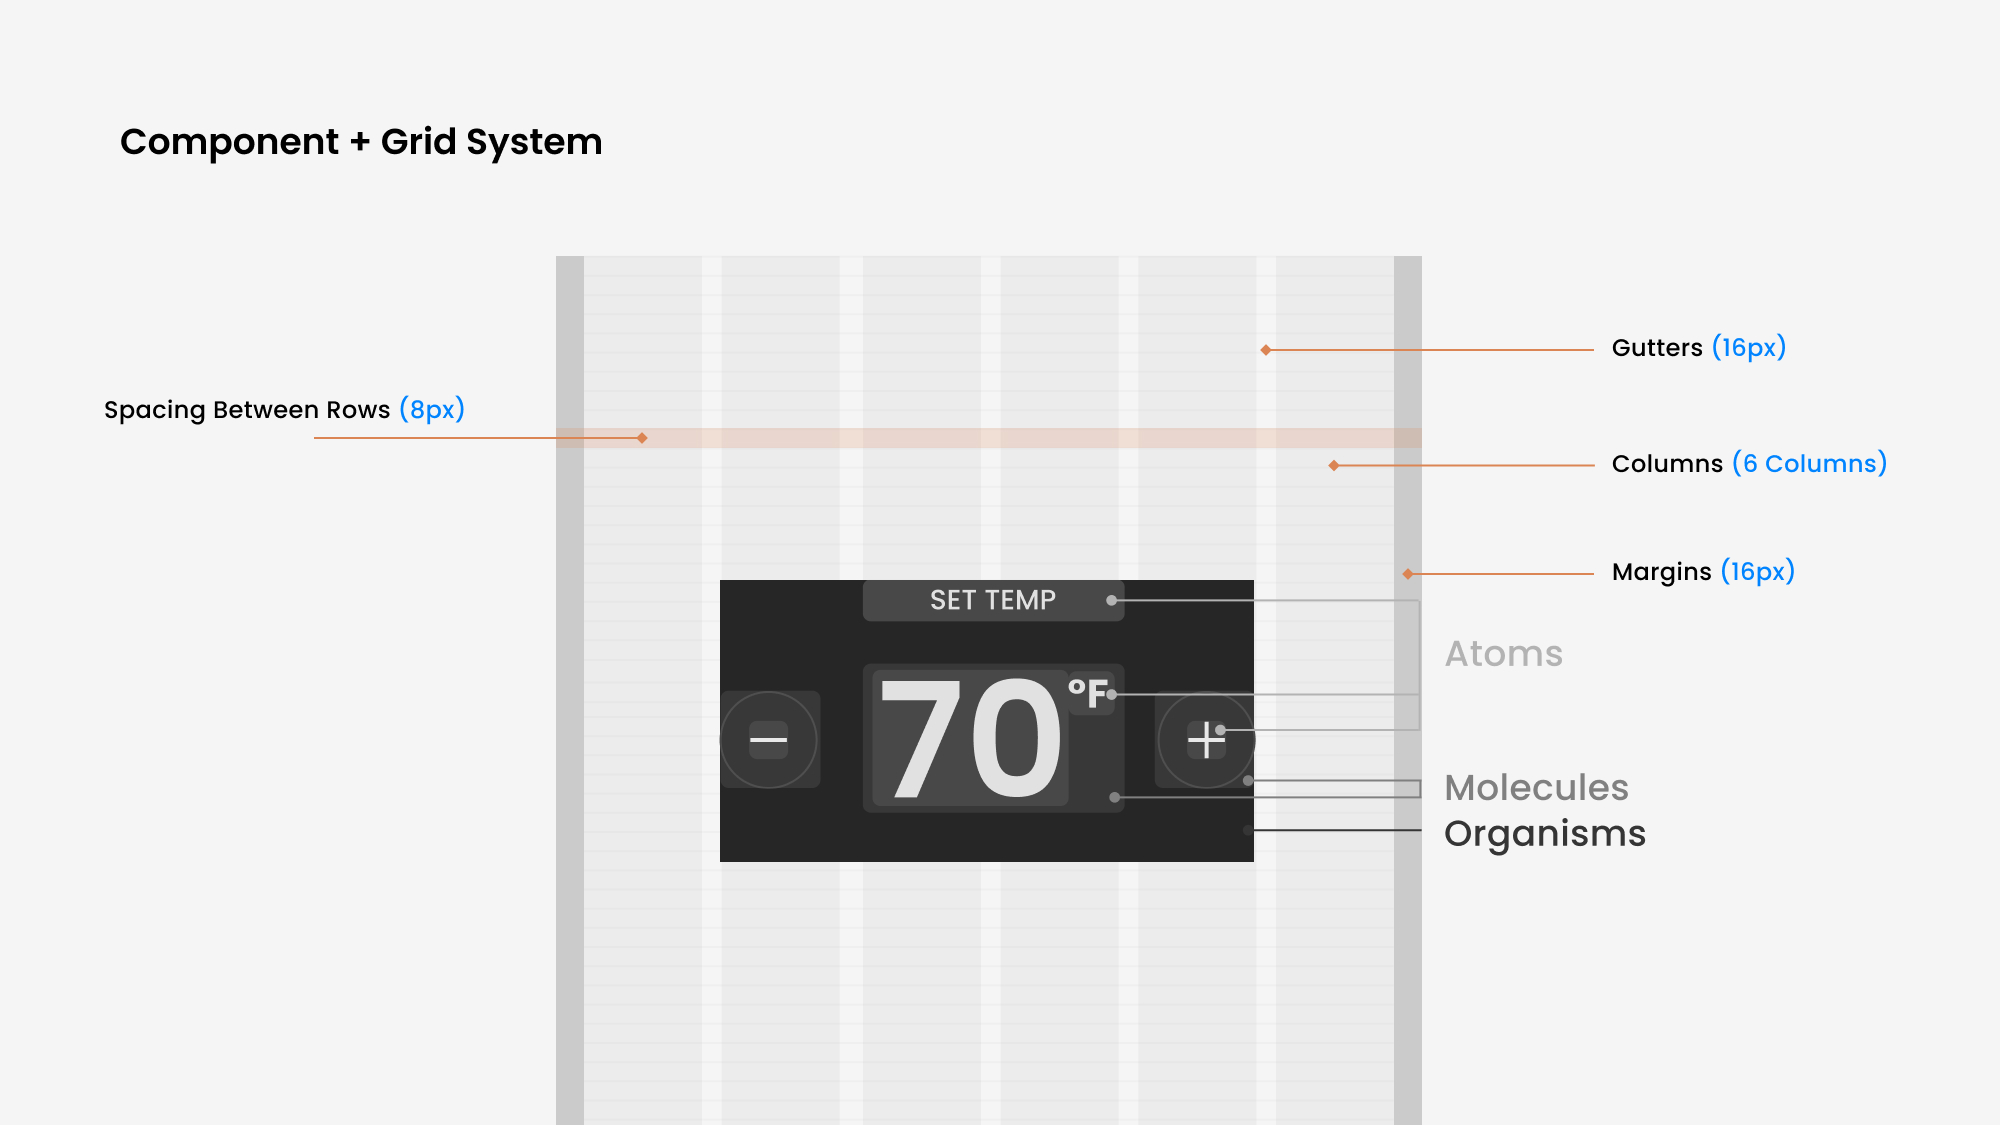 Component + Grid System
Gutters (16px)
Spacing Between Rows (8px)
Columns (6 Columns)
Margins (16px)
SET TEMP
Atoms
70°F
− +
Molecules
Organisms